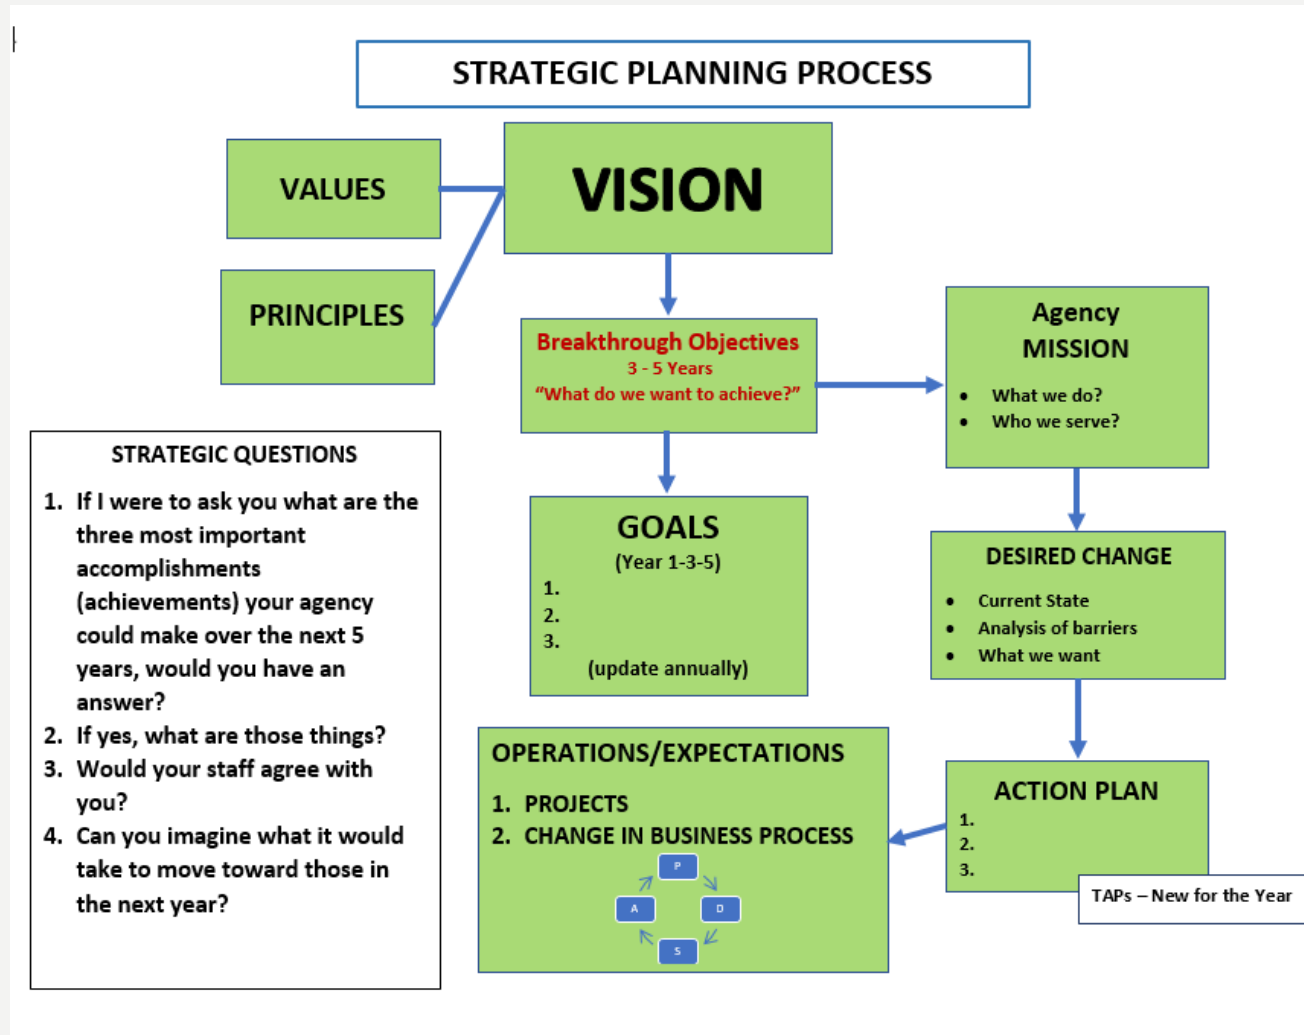 STRATEGIC PLANNING PROCESS
VALUES
VISION
PRINCIPLES
Breakthrough Objectives
3 - 5 Years
“What do we want to achieve?”
Agency
MISSION
• What we do?
• Who we serve?
STRATEGIC QUESTIONS
1. If I were to ask you what are the
three most important
accomplishments
(achievements) your agency
could make over the next 5
years, would you have an
answer?
2. If yes, what are those things?
3. Would your staff agree with
you?
4. Can you imagine what it would
take to move toward those in
the next year?
GOALS
(Year 1-3-5)
1.
2.
3.
(update annually)
DESIRED CHANGE
• Current State
• Analysis of barriers
• What we want
OPERATIONS/EXPECTATIONS
1. PROJECTS
2. CHANGE IN BUSINESS PROCESS
P
A
D
S
ACTION PLAN
1.
2.
3.
TAPs – New for the Year